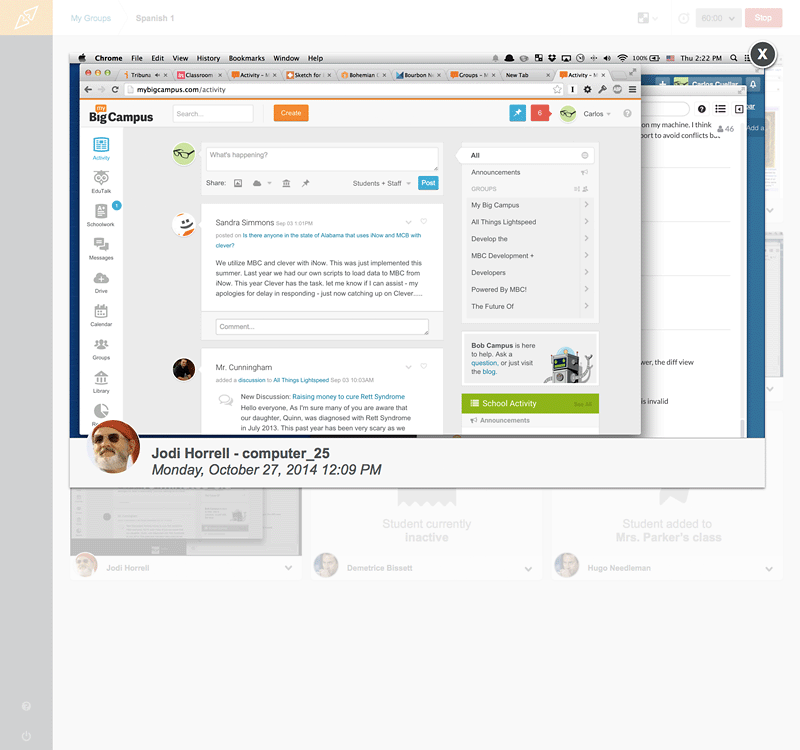 My Groups
Spanish 1
60:00
Stop
Chrome File Edit View History Bookmarks Window Help
100%
Thu 2:22 PM
Tribuna
Classroom
Activity - M
Sketch for
Bohemian
Bourbon No
Groups - M
New Tab
Activity - M
Carlos Cuellar
mybigcampus.com/activity
my
Big Campus
Search...
Create
6
Carlos
on my machine. I think
46
Add a
port to avoid conflicts but
What's happening?
Share:
Students + Staff
Post
Activity
EduTalk
1
Schoolwork
Messages
Drive
Calendar
Groups
Library
Sandra Simmons Sep 03 1:01PM
posted on Is there anyone in the state of Alabama that uses iNow and MCB with
clever?
We utilize MBC and clever with iNow. This was just implemented this
summer. Last year we had our own scripts to load data to MBC from
iNow. This year Clever has the task. let me know if I can assist - my
apologies for delay in responding - just now catching up on Clever.....
Comment...
Mr. Cunningham
added a discussion to All Things Lightspeed Sep 03 10:03AM
New Discussion: Raising money to cure Rett Syndrome
Hello everyone, As I'm sure many of you are aware that
our daughter, Quinn, was diagnosed with Rett Syndrome
in July 2013. This past year has been very scary as we
All
Announcements
GROUPS
My Big Campus
All Things Lightspeed
Develop the
MBC Development +
Developers
Powered By MBC!
The Future Of
Bob Campus is here
to help. Ask a
question, or just visit
the blog.
School Activity
See All
Announcements
wer, the diff view
is invalid
X
Jodi Horrell - computer_25
Monday, October 27, 2014 12:09 PM
Student currently
inactive
Student added to
Mrs. Parker's class
Jodi Horrell
Demetrice Blasett
Hugo Needleman